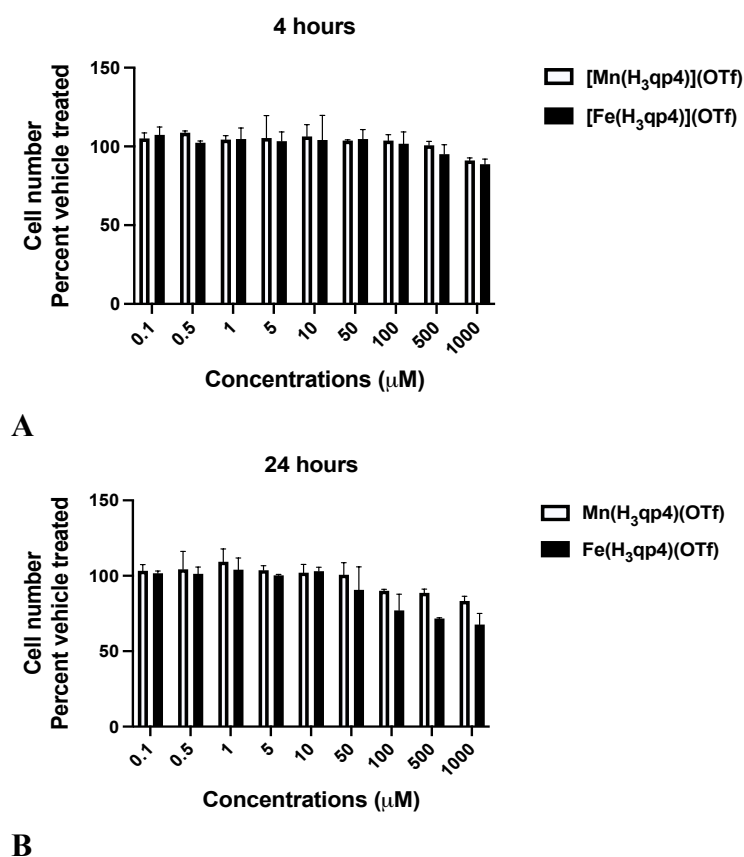 4 hours
150
100
50
0
Cell number
Percent vehicle treated
0.1 0.5 1 5 10 50 100 500 1000
Concentrations (μM)
[Mn(H₃qp4)](OTf)
[Fe(H₃qp4)](OTf)
A
24 hours
150
100
50
0
Cell number
Percent vehicle treated
0.1 0.5 1 5 10 50 100 500 1000
Concentrations (μM)
Mn(H₃qp4)(OTf)
Fe(H₃qp4)(OTf)
B